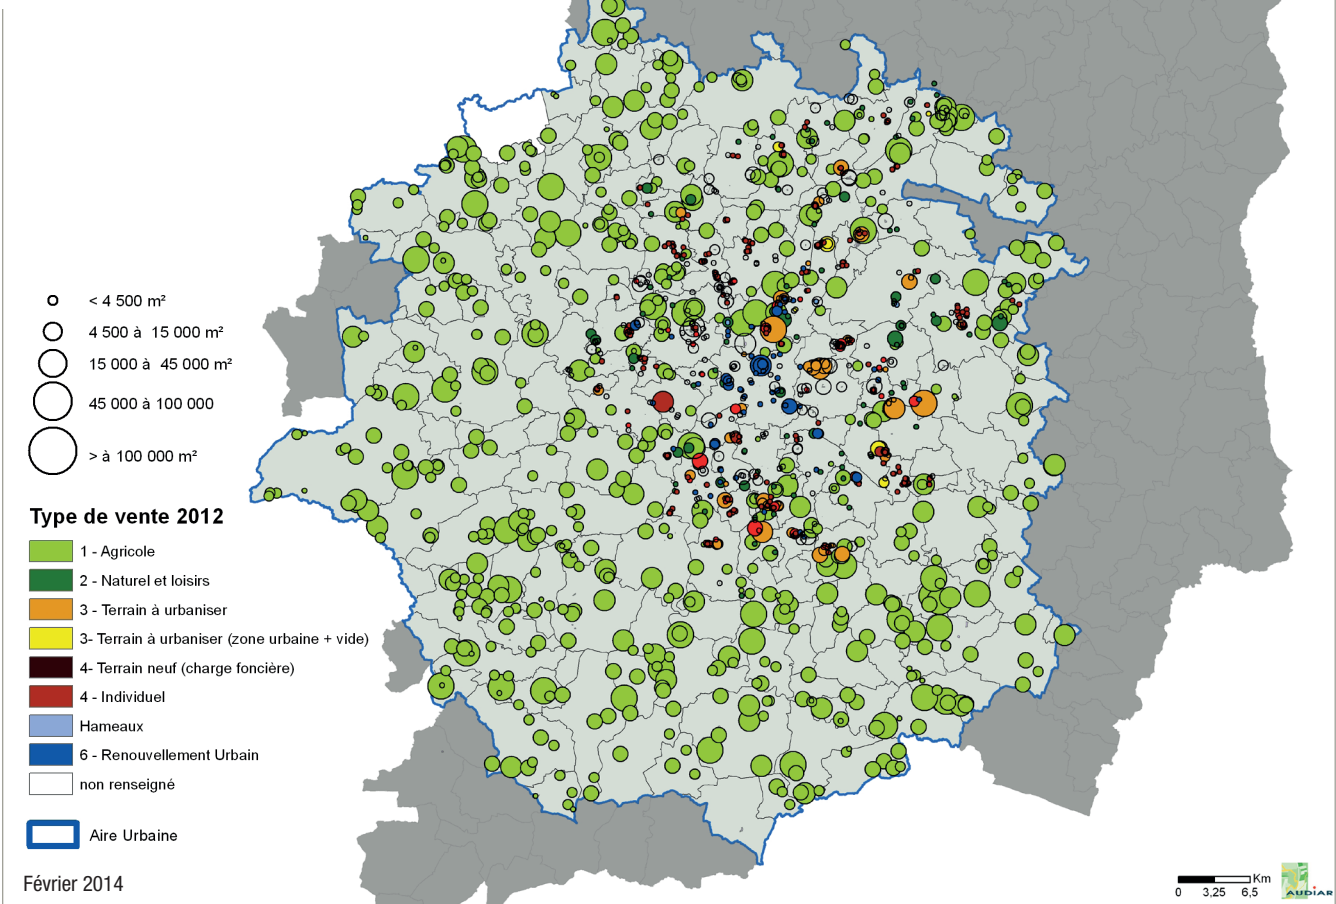 < 4 500 m²
4 500 à 15 000 m²
15 000 à 45 000 m²
45 000 à 100 000
> à 100 000 m²
Type de vente 2012
1 - Agricole
2 - Naturel et loisirs
3 - Terrain à urbaniser
3- Terrain à urbaniser (zone urbaine + vide)
4- Terrain neuf (charge foncière)
4 - Individuel
Hameaux
6 - Renouvellement Urbain
non renseigné
Aire Urbaine
Février 2014
Km
0 3,25 6,5
AUDIAR